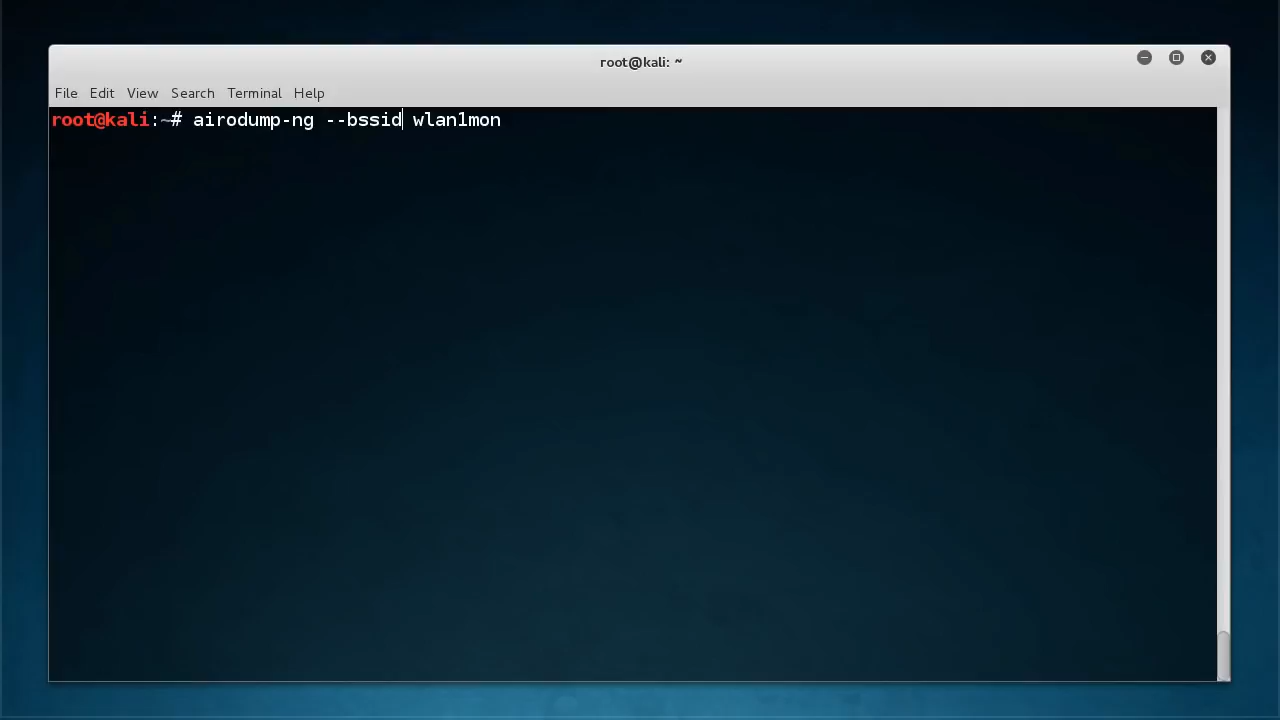 root@kali: ~
File Edit View Search Terminal Help
root@kali:~# airodump-ng --bssid wlan1mon